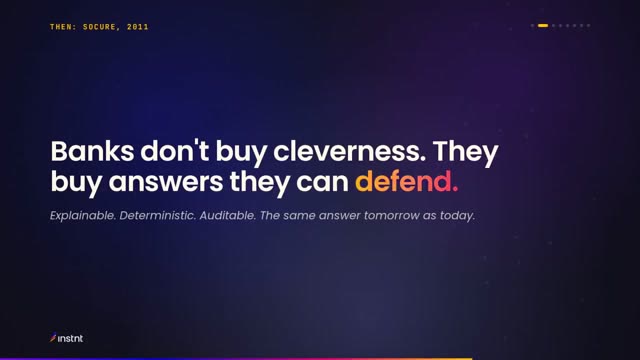 THEN: SOCURE, 2011
Banks don't buy cleverness. They
buy answers they can defend.
Explainable. Deterministic. Auditable. The same answer tomorrow as today.
instnt